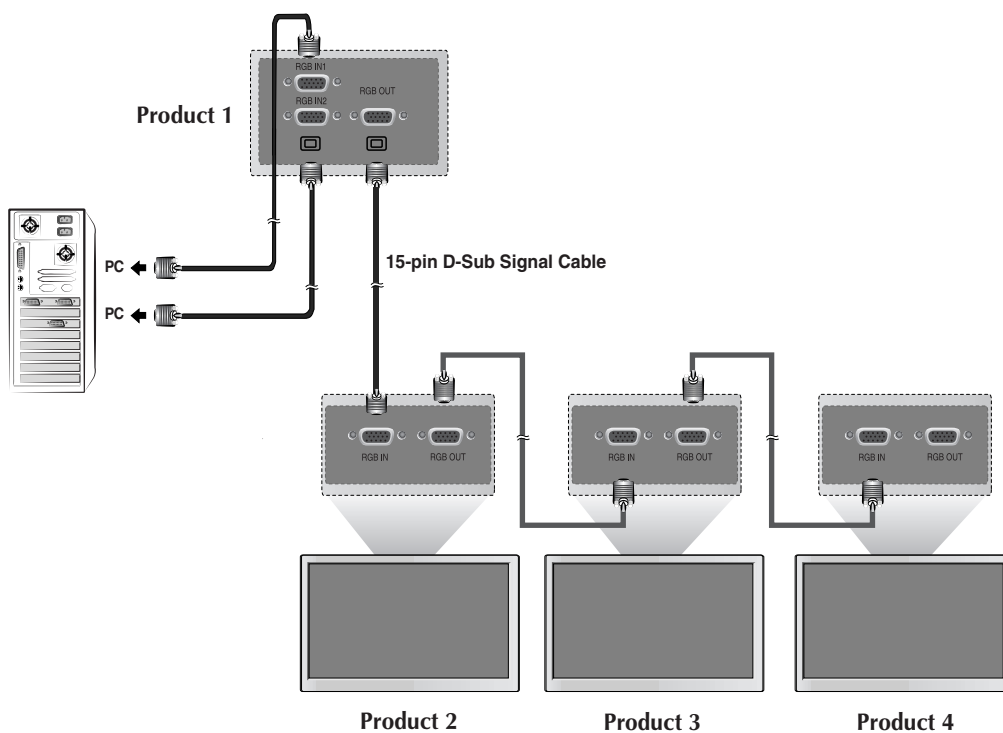 RGB IN1
RGB IN2
RGB OUT
Product 1
PC
15-pin D-Sub Signal Cable
PC
RGB IN
RGB OUT
RGB IN
RGB OUT
RGB IN
RGB OUT
Product 2
Product 3
Product 4